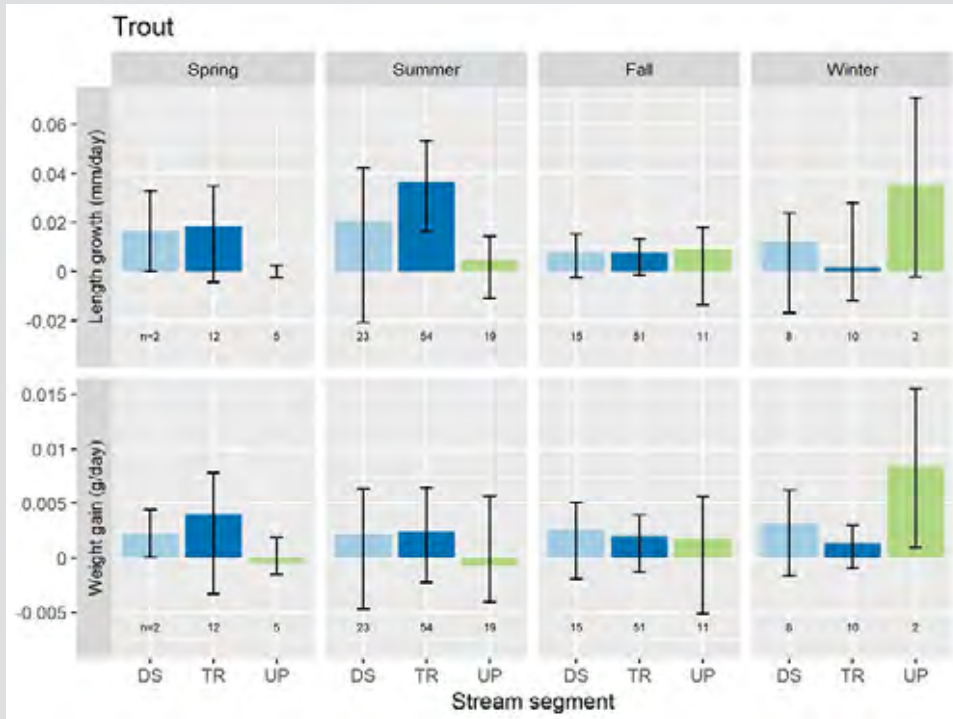 Trout
Spring Summer Fall Winter
Length growth (mm/day)
0.06
0.04
0.02
0
-0.02
n=2 12 5 23 54 19 15 51 11 8 10 2
Weight gain (g/day)
0.015
0.01
0.005
0
-0.005
n=2 12 5 23 54 19 15 51 11 8 10 2
DS TR UP DS TR UP DS TR UP DS TR UP
Stream segment